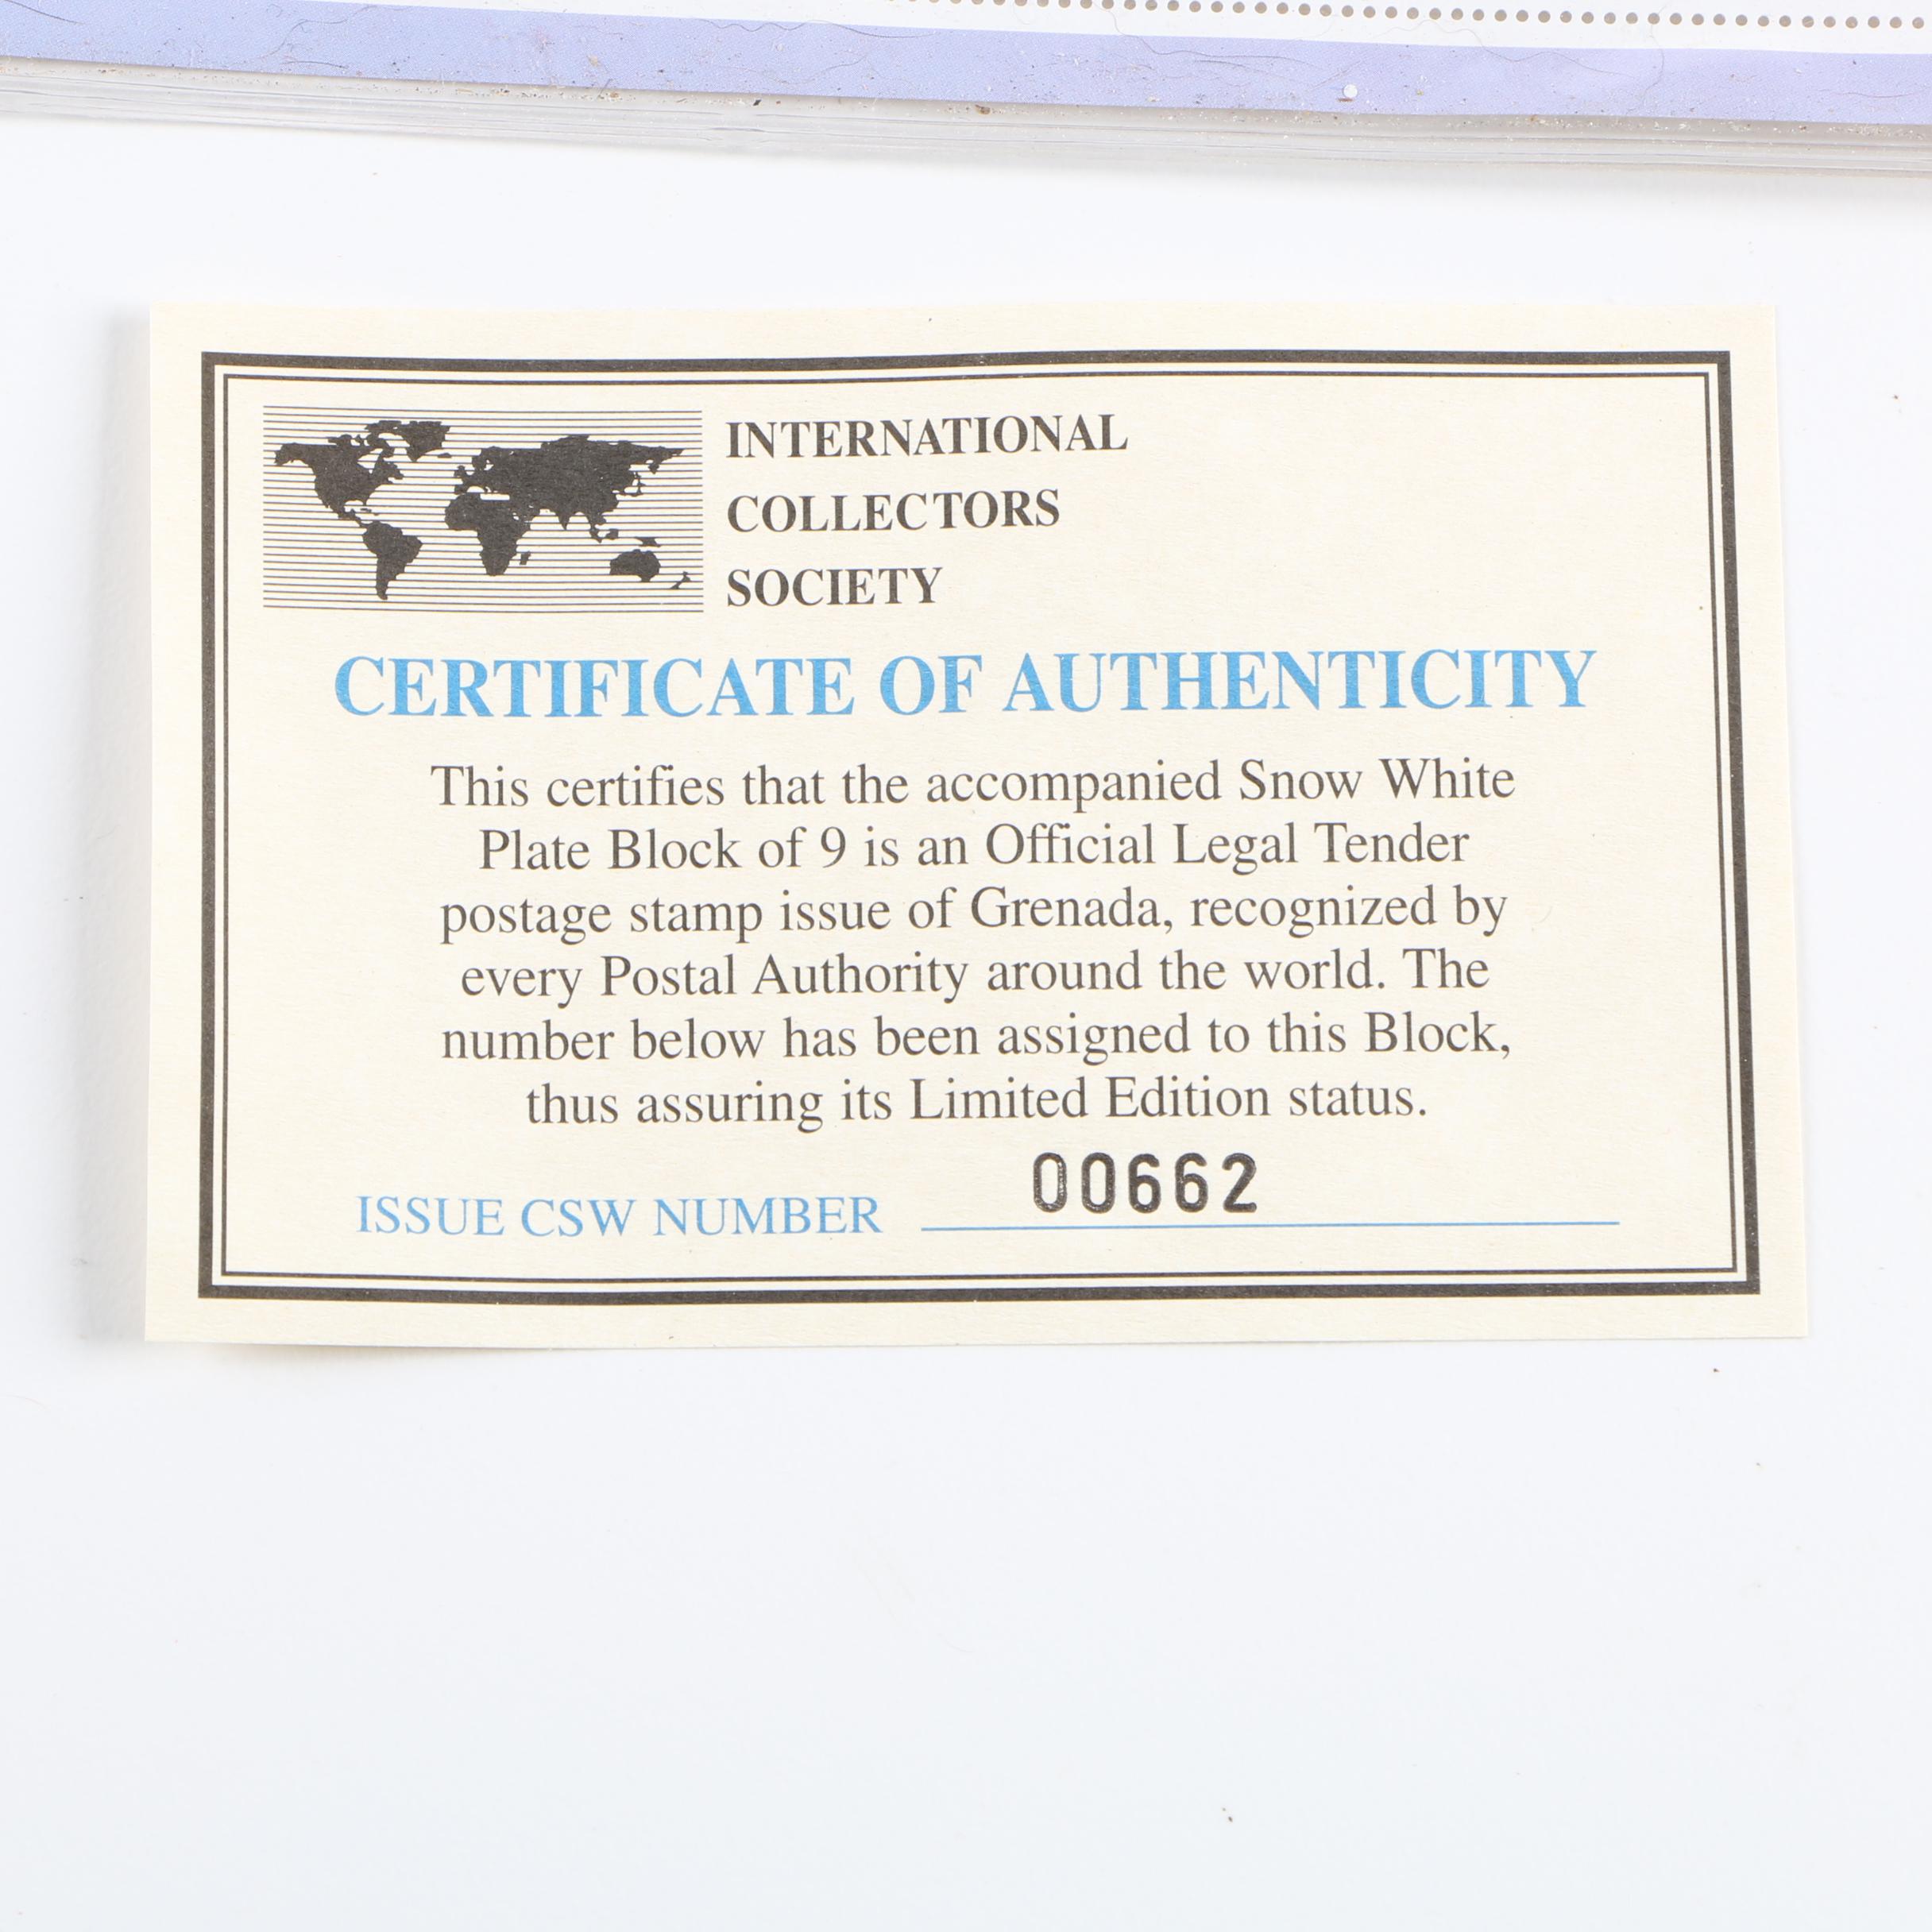 INTERNATIONAL
COLLECTORS
SOCIETY
CERTIFICATE OF AUTHENTICITY
This certifies that the accompanied Snow White
Plate Block of 9 is an Official Legal Tender
postage stamp issue of Grenada, recognized by
every Postal Authority around the world. The
number below has been assigned to this Block,
thus assuring its Limited Edition status.
ISSUE CSW NUMBER 00662